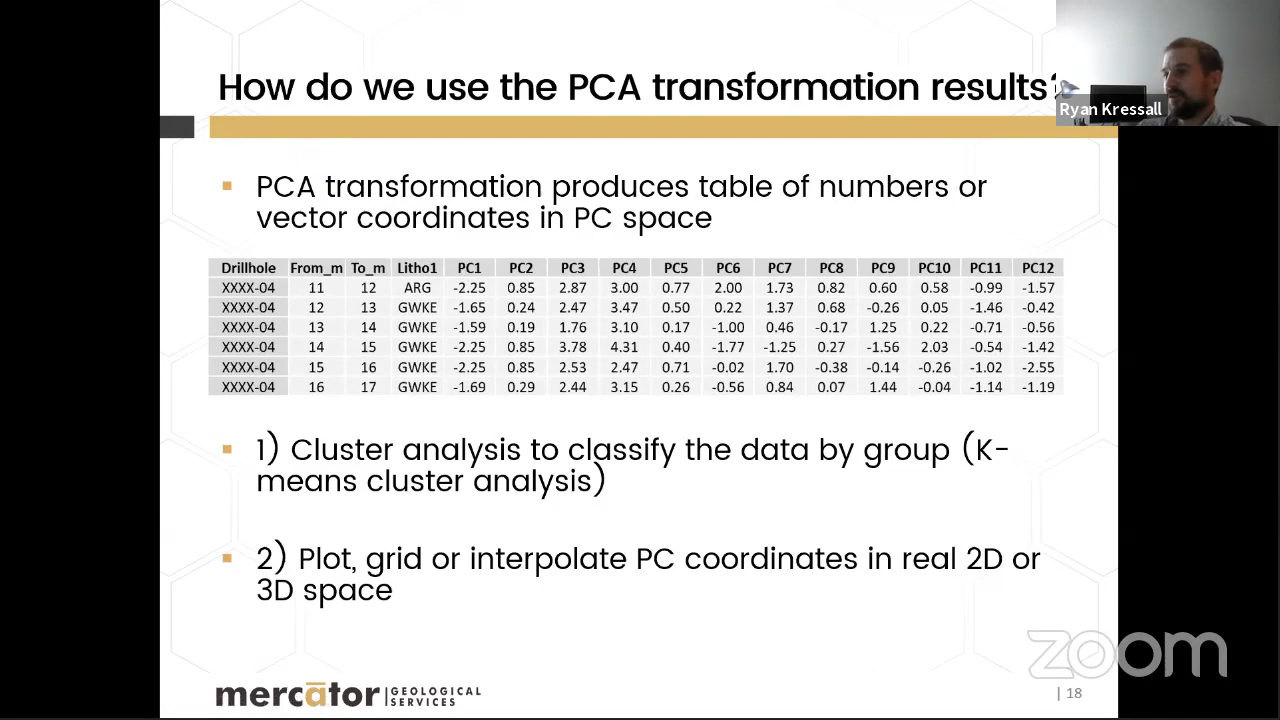 How do we use the PCA transformation results?
Ryan Kressall
PCA transformation produces table of numbers or
vector coordinates in PC space
Drillhole From_m To_m Litho1 PC1 PC2 PC3 PC4 PC5 PC6 PC7 PC8 PC9 PC10 PC11 PC12
XXXX-04 11 12 ARG -2.25 0.85 2.87 3.00 0.77 2.00 1.73 0.82 0.60 0.58 -0.99 -1.57
XXXX-04 12 13 GWKE -1.65 0.24 2.47 3.47 0.50 0.22 1.37 0.68 -0.26 0.05 -1.46 -0.42
XXXX-04 13 14 GWKE -1.59 0.19 1.76 3.10 0.17 -1.00 0.46 -0.17 1.25 0.22 -0.71 -0.56
XXXX-04 14 15 GWKE -2.25 0.85 3.78 4.31 0.40 -1.77 -1.25 0.27 -1.56 2.03 -0.54 -1.42
XXXX-04 15 16 GWKE -2.25 0.85 2.53 2.47 0.71 -0.02 1.70 -0.38 -0.14 -0.26 -1.02 -2.55
XXXX-04 16 17 GWKE -1.69 0.29 2.44 3.15 0.26 -0.56 0.84 0.07 1.44 -0.04 -1.14 -1.19
1) Cluster analysis to classify the data by group (K-
means cluster analysis)
2) Plot, grid or interpolate PC coordinates in real 2D or
3D space
zoom
mercātor GEOLOGICAL
SERVICES
| 18